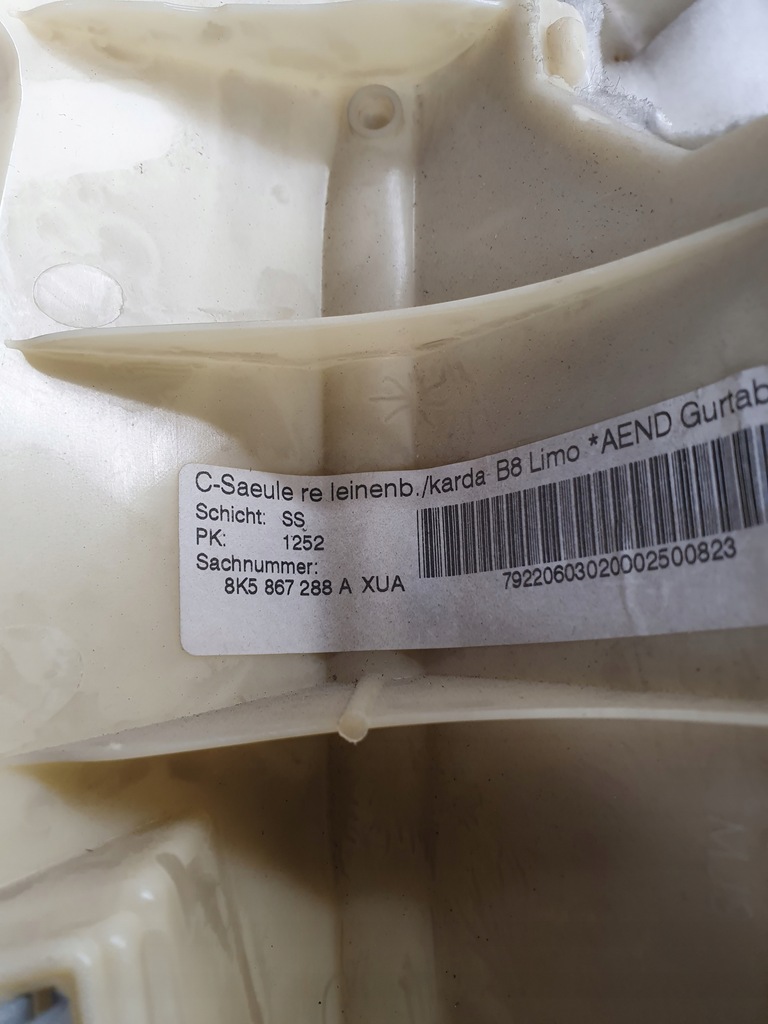 C-Saeule re leinenb./karda B8 Limo *AEND Gurtab
Schicht: SS
PK: 1252
Sachnummer:
8K5 867 288 A XUA
79220603020002500823